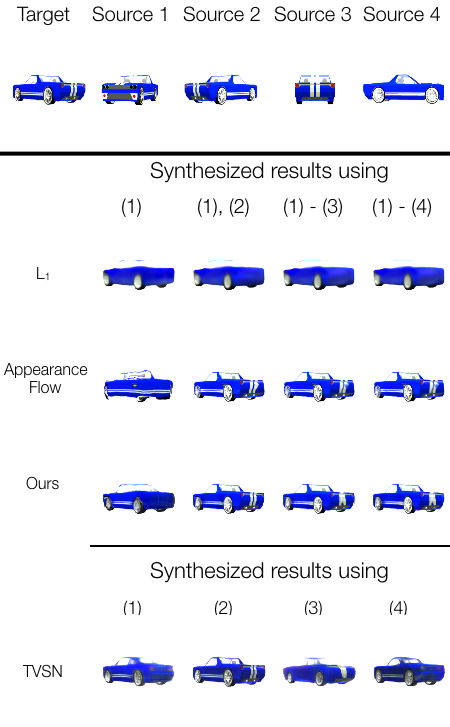 Target Source 1 Source 2 Source 3 Source 4
Synthesized results using
(1) (1), (2) (1) - (3) (1) - (4)
L₁
Appearance
Flow
Ours
Synthesized results using
(1) (2) (3) (4)
TVSN